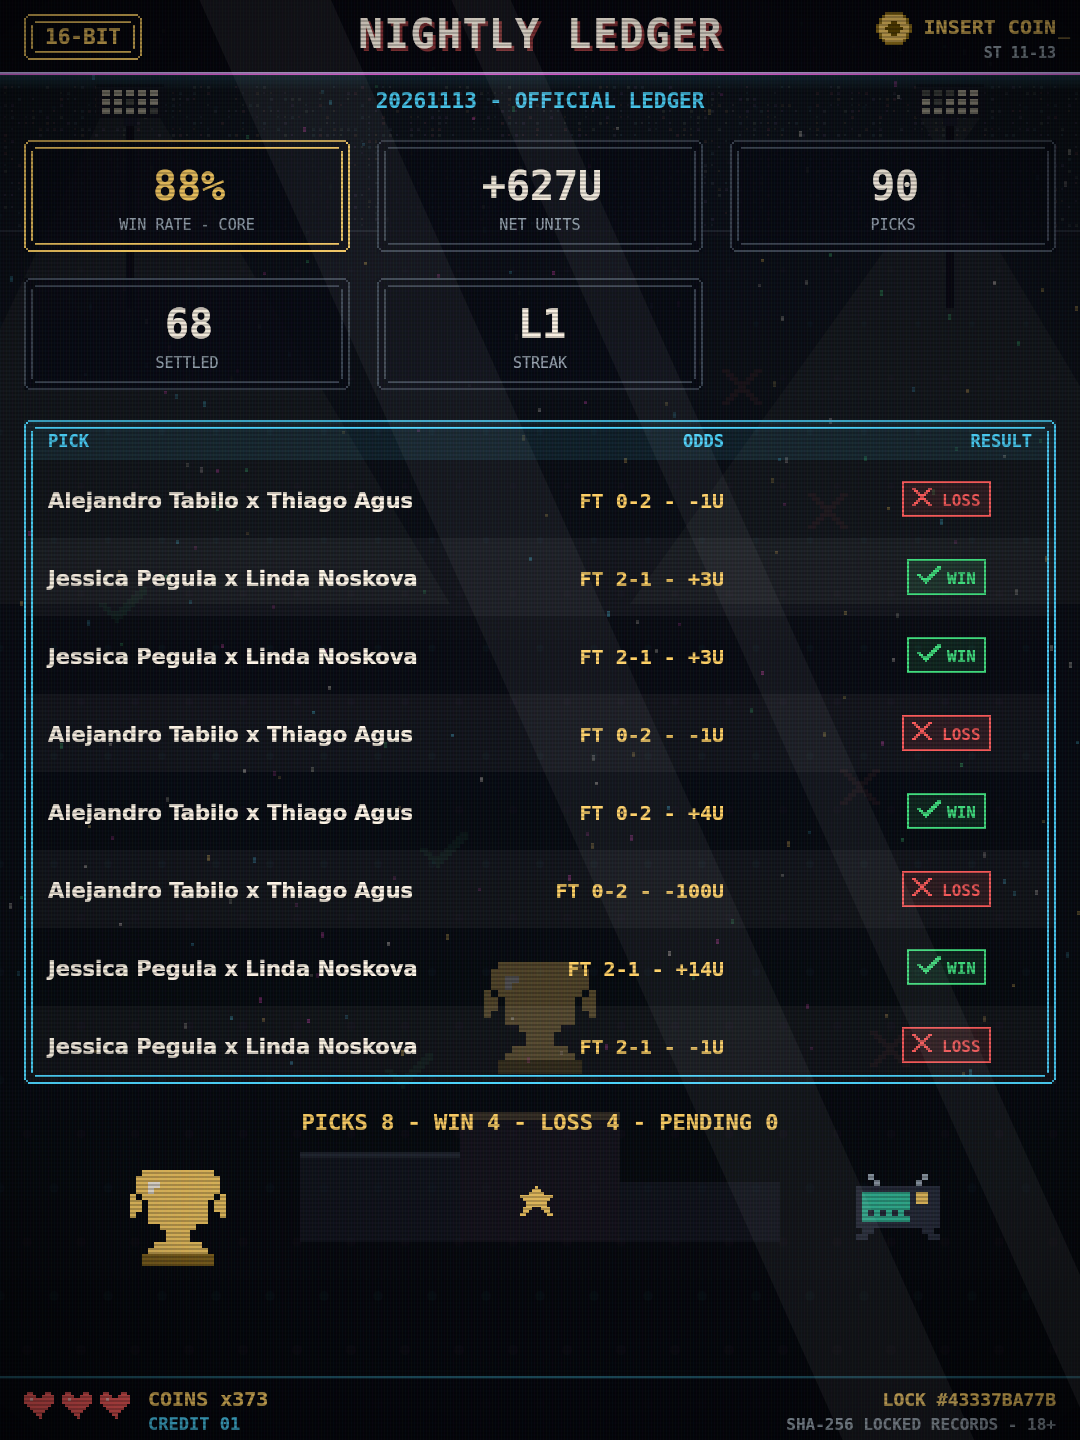 16-BIT
NIGHTLY LEDGER
INSERT COIN_
ST 11-13
20261113 - OFFICIAL LEDGER
88%
WIN RATE - CORE
+627U
NET UNITS
90
PICKS
68
SETTLED
L1
STREAK
PICK ODDS RESULT
Alejandro Tabilo x Thiago Agus FT 0-2 - -1U LOSS
Jessica Pegula x Linda Noskova FT 2-1 - +3U WIN
Jessica Pegula x Linda Noskova FT 2-1 - +3U WIN
Alejandro Tabilo x Thiago Agus FT 0-2 - -1U LOSS
Alejandro Tabilo x Thiago Agus FT 0-2 - +4U WIN
Alejandro Tabilo x Thiago Agus FT 0-2 - -100U LOSS
Jessica Pegula x Linda Noskova FT 2-1 - +14U WIN
Jessica Pegula x Linda Noskova FT 2-1 - -1U LOSS
PICKS 8 - WIN 4 - LOSS 4 - PENDING 0
COINS x373
CREDIT 01
LOCK #43337BA77B
SHA-256 LOCKED RECORDS - 18+